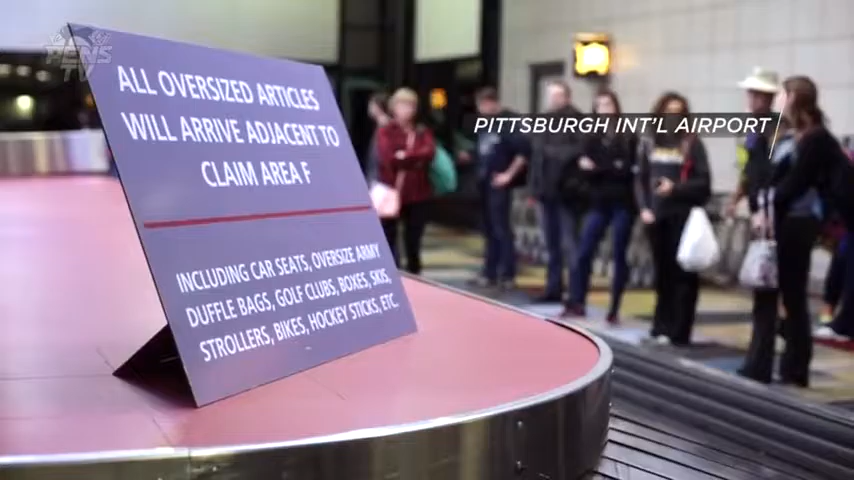 PENS
TV
ALL OVERSIZED ARTICLES
WILL ARRIVE ADJACENT TO
CLAIM AREA F
INCLUDING CAR SEATS, OVERSIZE ARMY
DUFFLE BAGS, GOLF CLUBS, BOXES, SKIS,
STROLLERS, BIKES, HOCKEY STICKS, ETC.
PITTSBURGH INT'L AIRPORT